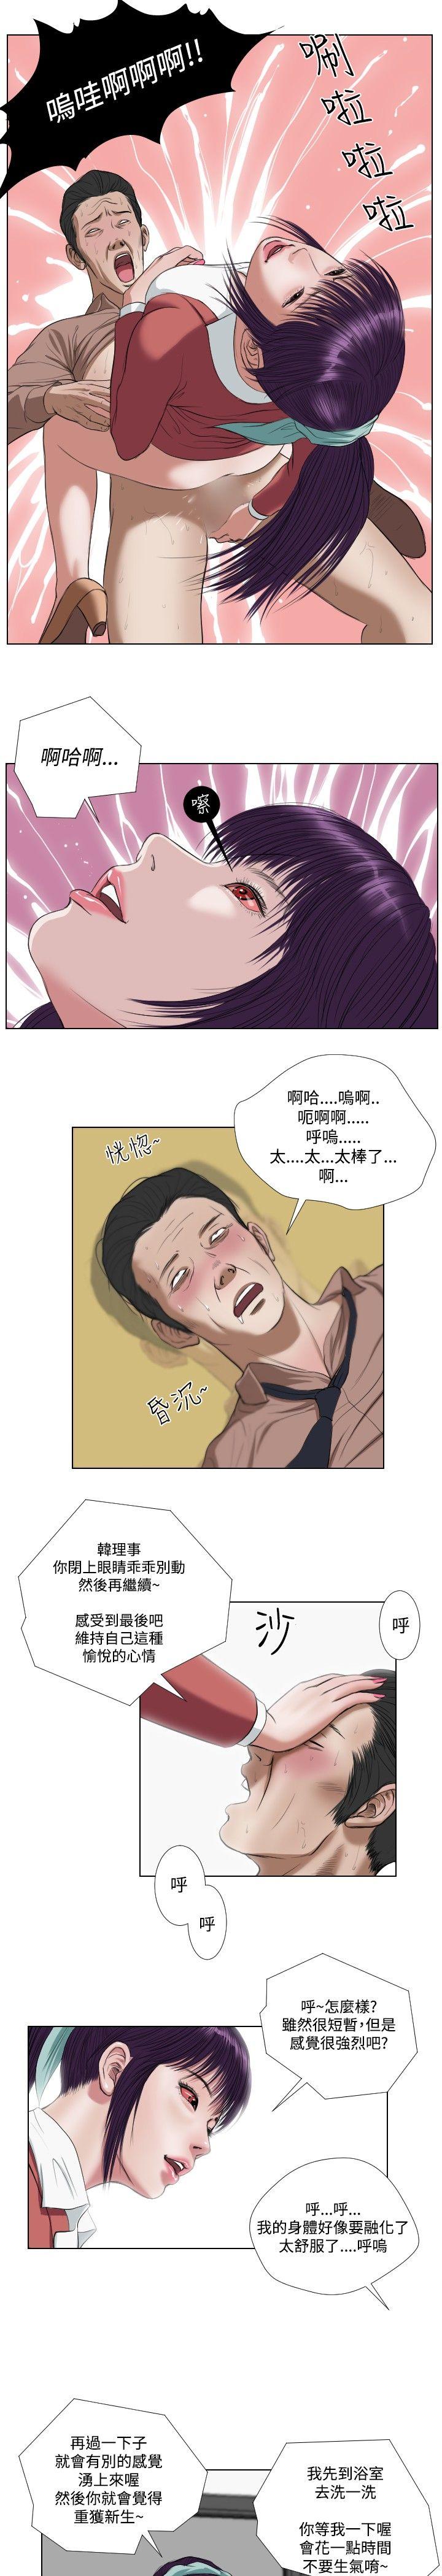 嗚哇啊啊啊!!
唰
啦
啦
啦
啊哈啊...
嚓
啊哈....嗚啊..
呃啊啊.....
呼嗚.....
太....太...太棒了...
啊...
恍惚~
昏沉~
韓理事
你閉上眼睛乖乖別動
然後再繼續~
感受到最後吧
維持自己這種
愉悅的心情
沙
呼
呼
呼
呼~怎麼樣?
雖然很短暫，但是
感覺很強烈吧?
呼...呼...
我的身體好像要融化了
太舒服了....呼嗚
再過一下子
就會有別的感覺
湧上來喔
然後你就會覺得
重獲新生~
我先到浴室
去洗一洗
你等我一下喔
會花一點時間
不要生氣唷~